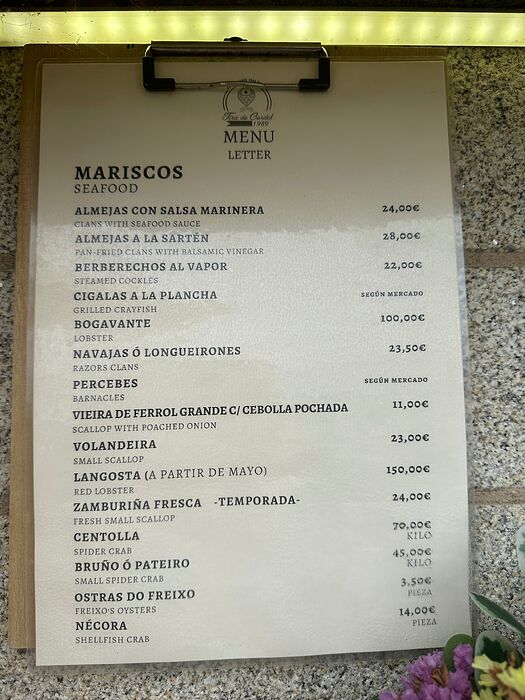 Tira do Cordel
1989
MENU
LETTER
MARISCOS
SEAFOOD
ALMEJAS CON SALSA MARINERA 24,00€
CLANS WITH SEAFOOD SAUCE
ALMEJAS A LA SARTÉN 28,00€
PAN-FRIED CLANS WITH BALSAMIC VINEGAR
BERBERECHOS AL VAPOR 22,00€
STEAMED COCKLES
CIGALAS A LA PLANCHA SEGÚN MERCADO
GRILLED CRAYFISH
BOGAVANTE 100,00€
LOBSTER
NAVAJAS Ó LONGUEIRONES 23,50€
RAZORS CLANS
PERCEBES SEGÚN MERCADO
BARNACLES
VIEIRA DE FERROL GRANDE C/ CEBOLLA POCHADA 11,00€
SCALLOP WITH POACHED ONION
VOLANDEIRA 23,00€
SMALL SCALLOP
LANGOSTA (A PARTIR DE MAYO) 150,00€
RED LOBSTER
ZAMBURIÑA FRESCA -TEMPORADA- 24,00€
FRESH SMALL SCALLOP
CENTOLLA 70,00€
SPIDER CRAB KILO
BRUÑO Ó PATEIRO 45,00€
SMALL SPIDER CRAB KILO
OSTRAS DO FREIXO 3,50€
FREIXO'S OYSTERS PIEZA
NÉCORA 14,00€
SHELLFISH CRAB PIEZA